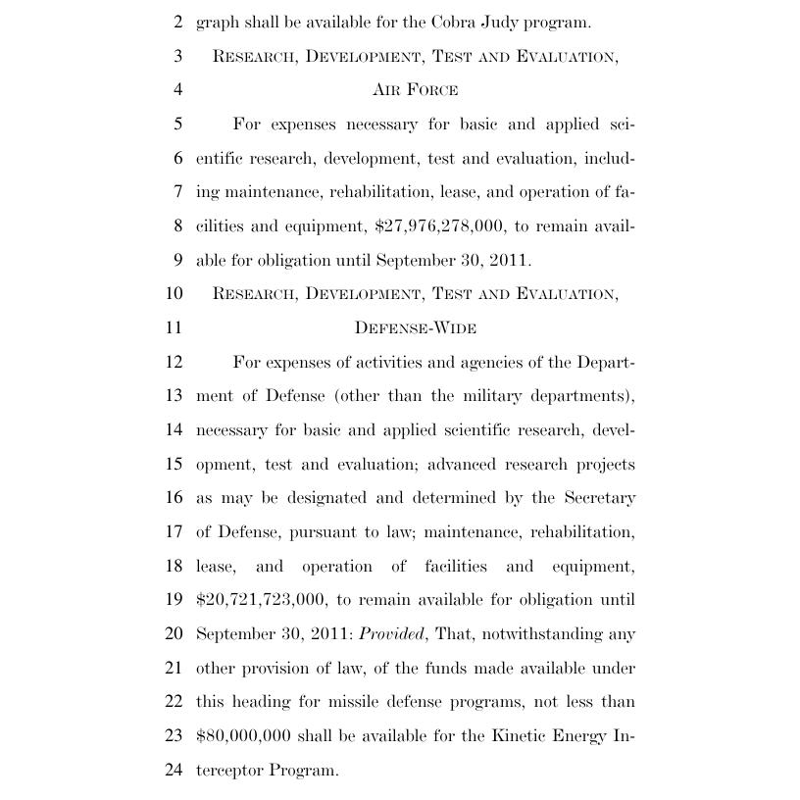 2 graph shall be available for the Cobra Judy program.
3 RESEARCH, DEVELOPMENT, TEST AND EVALUATION,
4 AIR FORCE
5 For expenses necessary for basic and applied sci-
6 entific research, development, test and evaluation, includ-
7 ing maintenance, rehabilitation, lease, and operation of fa-
8 cilities and equipment, $27,976,278,000, to remain avail-
9 able for obligation until September 30, 2011.
10 RESEARCH, DEVELOPMENT, TEST AND EVALUATION,
11 DEFENSE-WIDE
12 For expenses of activities and agencies of the Depart-
13 ment of Defense (other than the military departments),
14 necessary for basic and applied scientific research, devel-
15 opment, test and evaluation; advanced research projects
16 as may be designated and determined by the Secretary
17 of Defense, pursuant to law; maintenance, rehabilitation,
18 lease, and operation of facilities and equipment,
19 $20,721,723,000, to remain available for obligation until
20 September 30, 2011: Provided, That, notwithstanding any
21 other provision of law, of the funds made available under
22 this heading for missile defense programs, not less than
23 $80,000,000 shall be available for the Kinetic Energy In-
24 terceptor Program.